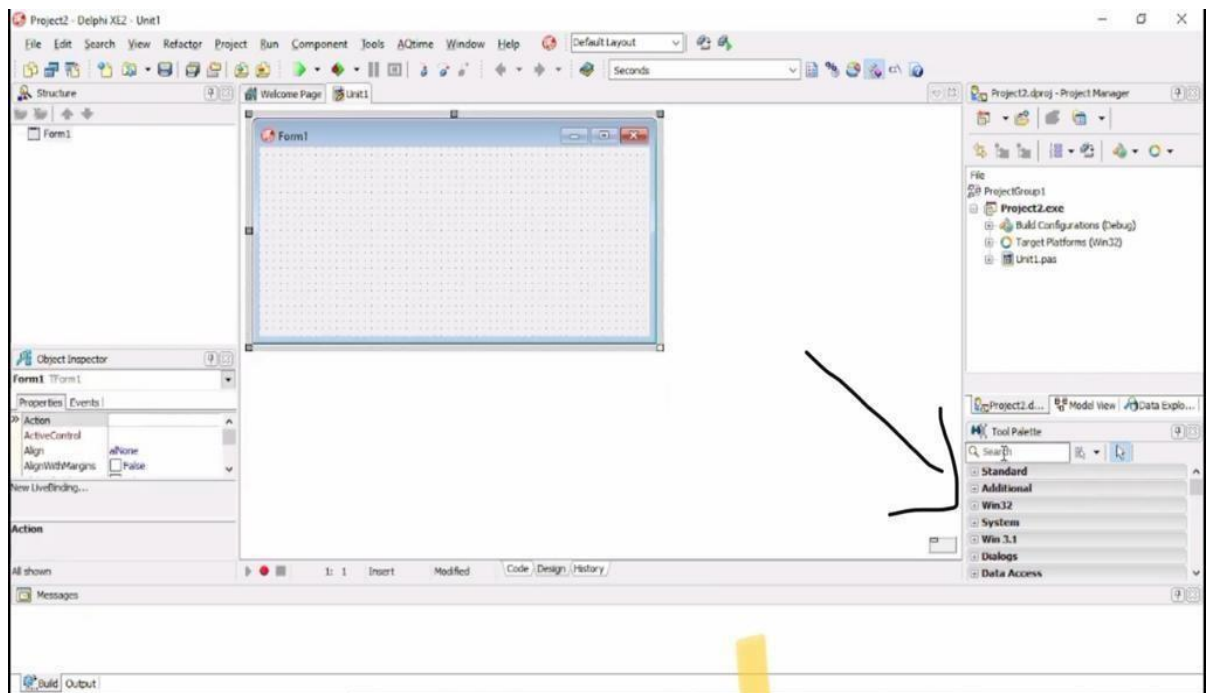 Project2 - Delphi XE2 - Unit1
File Edit Search View Refactor Project Run Component Tools AQtime Window Help Default Layout
Seconds
Structure
Form1
Welcome Page Unit1
Form1
Project2.dproj - Project Manager
File
ProjectGroup1
Project2.exe
Build Configurations (Debug)
Target Platforms (Win32)
Unit1.pas
Object Inspector
Form1 TForm1
Properties Events
Action
ActiveControl
Align alNone
AlignWithMargins False
New LiveBinding...
Action
All shown
1: 1 Insert Modified Code Design History
Project2.d... Model View Data Explo...
Tool Palette
Search
Standard
Additional
Win32
System
Win 3.1
Dialogs
Data Access
Messages
Build Output